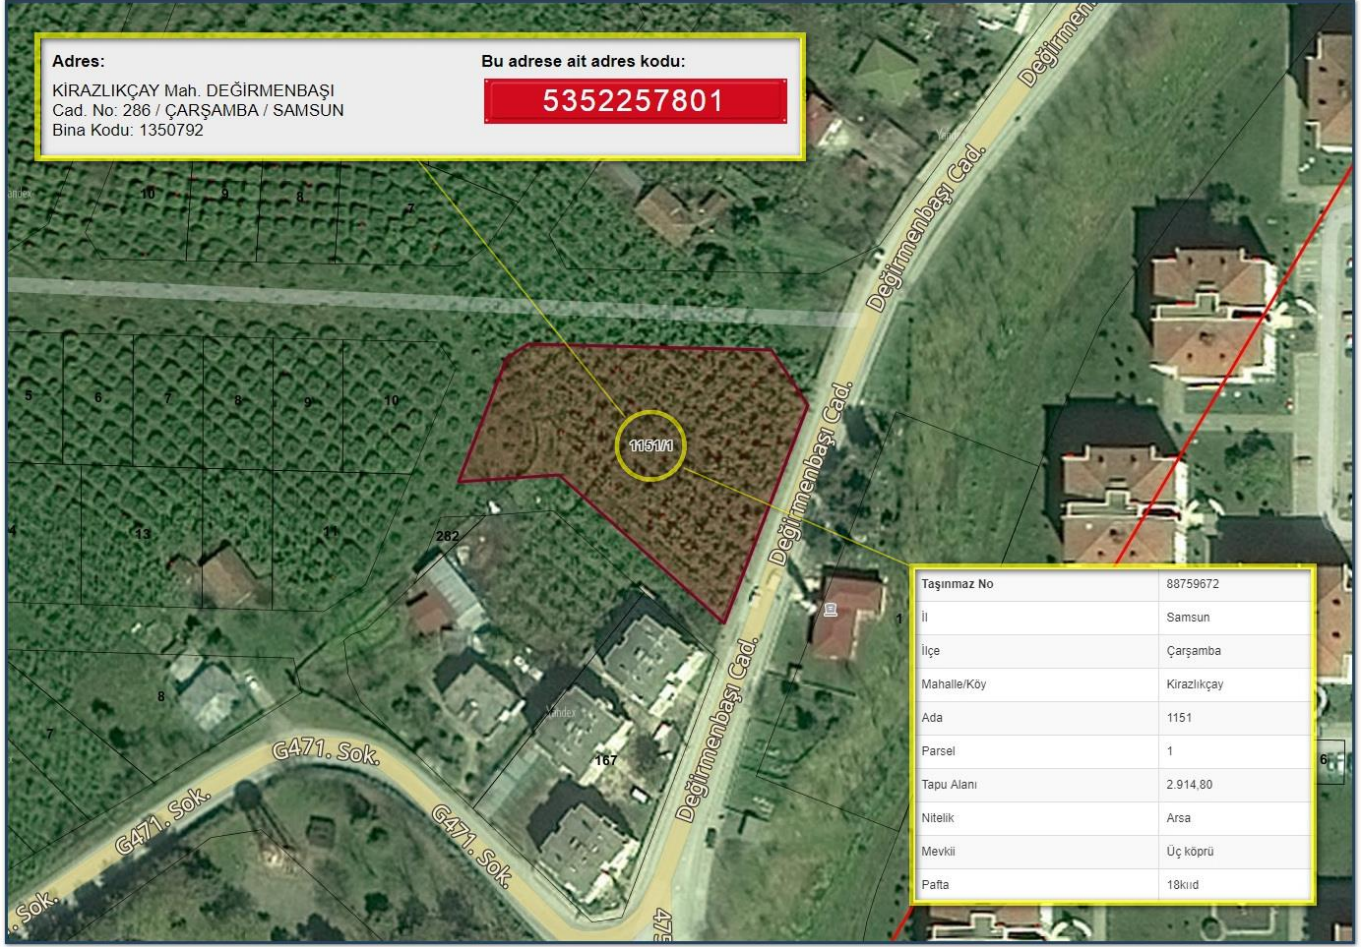 Adres:
KİRAZLIKÇAY Mah. DEĞİRMENBAŞI
Cad. No: 286 / ÇARŞAMBA / SAMSUN
Bina Kodu: 1350792
Bu adrese ait adres kodu:
5352257801
Değirmenbaşı Cad.
Değirmenbaşı Cad.
Değirmenbaşı Cad.
Değirmenbaşı Cad.
Yandex
10
9
8
7
5
6
7
8
9
10
1151/1
13
11
282
8
7
Yandex
167
1
6
G471. Sok.
G471. Sok.
G471. Sok.
Sok.
Taşınmaz No 88759672
İl Samsun
İlçe Çarşamba
Mahalle/Köy Kirazlıkçay
Ada 1151
Parsel 1
Tapu Alanı 2.914,80
Nitelik Arsa
Mevkii Üç köprü
Pafta 18kııd